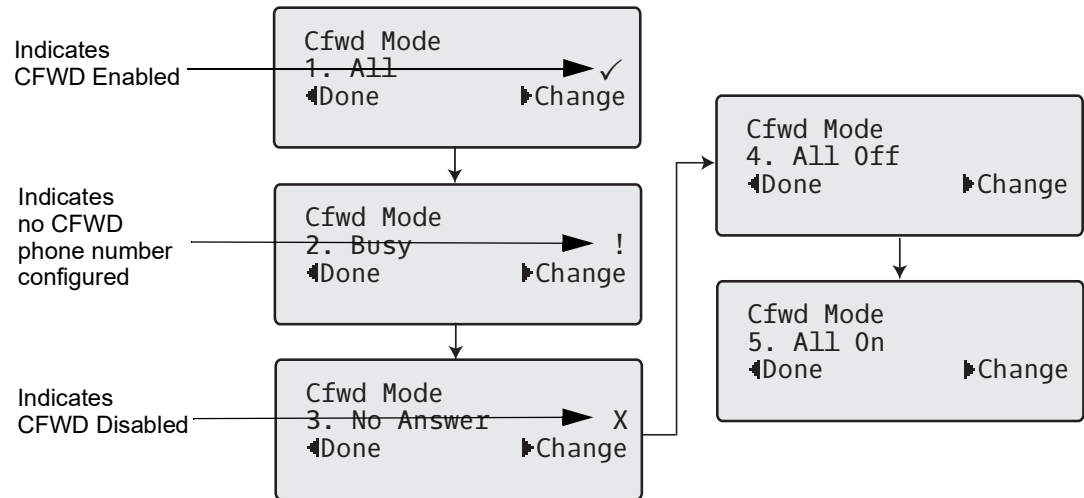 Indicates
CFWD Enabled
Cfwd Mode
1. All ✓
◀Done ▶Change
Indicates
no CFWD
phone number
configured
Cfwd Mode
2. Busy !
◀Done ▶Change
Indicates
CFWD Disabled
Cfwd Mode
3. No Answer X
◀Done ▶Change
Cfwd Mode
4. All Off
◀Done ▶Change
Cfwd Mode
5. All On
◀Done ▶Change